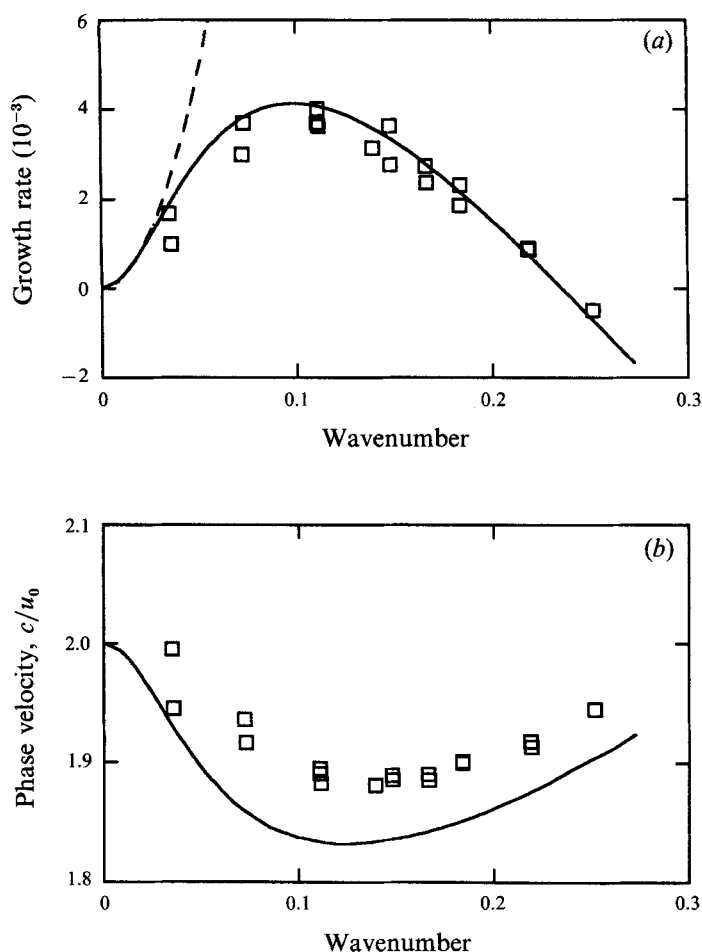 6
(a)
4
2
0
−2
Growth rate (10⁻³)
0 0.1 0.2 0.3
Wavenumber
2.1
(b)
2.0
1.9
1.8
Phase velocity, c/u₀
0 0.1 0.2 0.3
Wavenumber